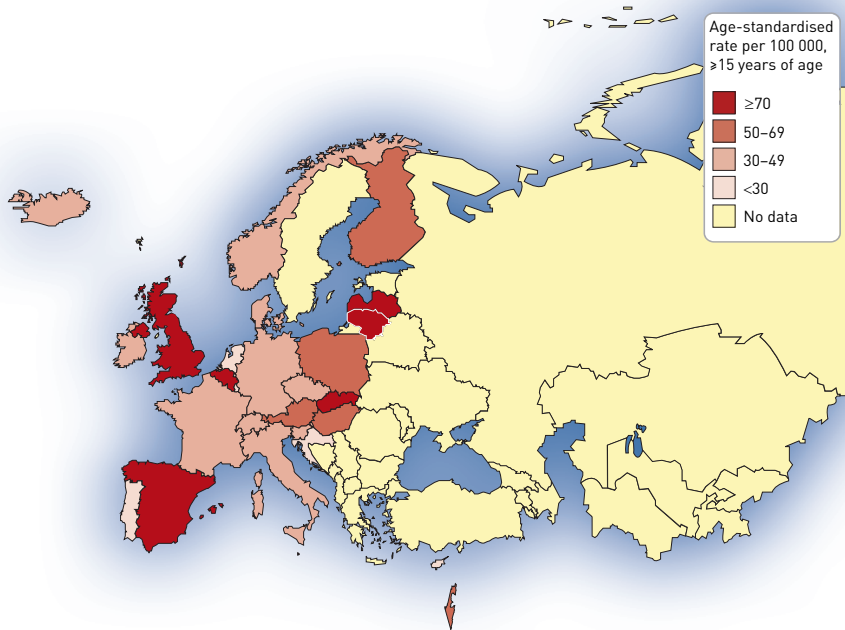 Age-standardised
rate per 100 000,
≥15 years of age
≥70
50–69
30–49
<30
No data